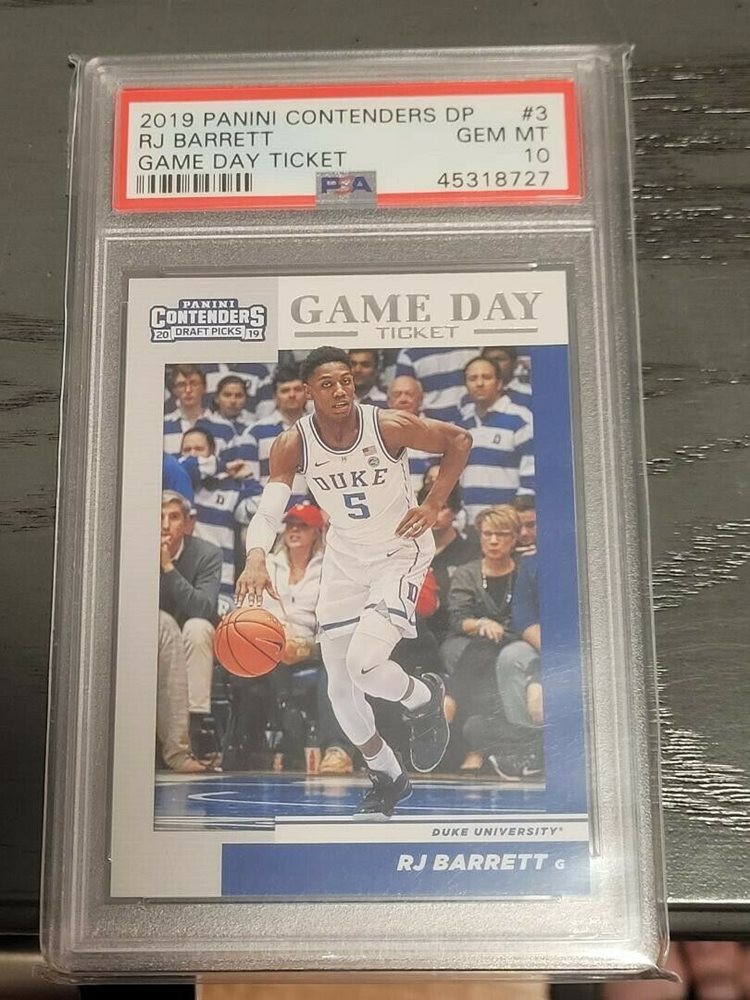 2019 PANINI CONTENDERS DP #3
RJ BARRETT GEM MT
GAME DAY TICKET 10
PSA 45318727
PANINI
CONTENDERS
20 DRAFT PICKS 19
GAME DAY
TICKET
DUKE
5
D
DUKE UNIVERSITY®
RJ BARRETT G